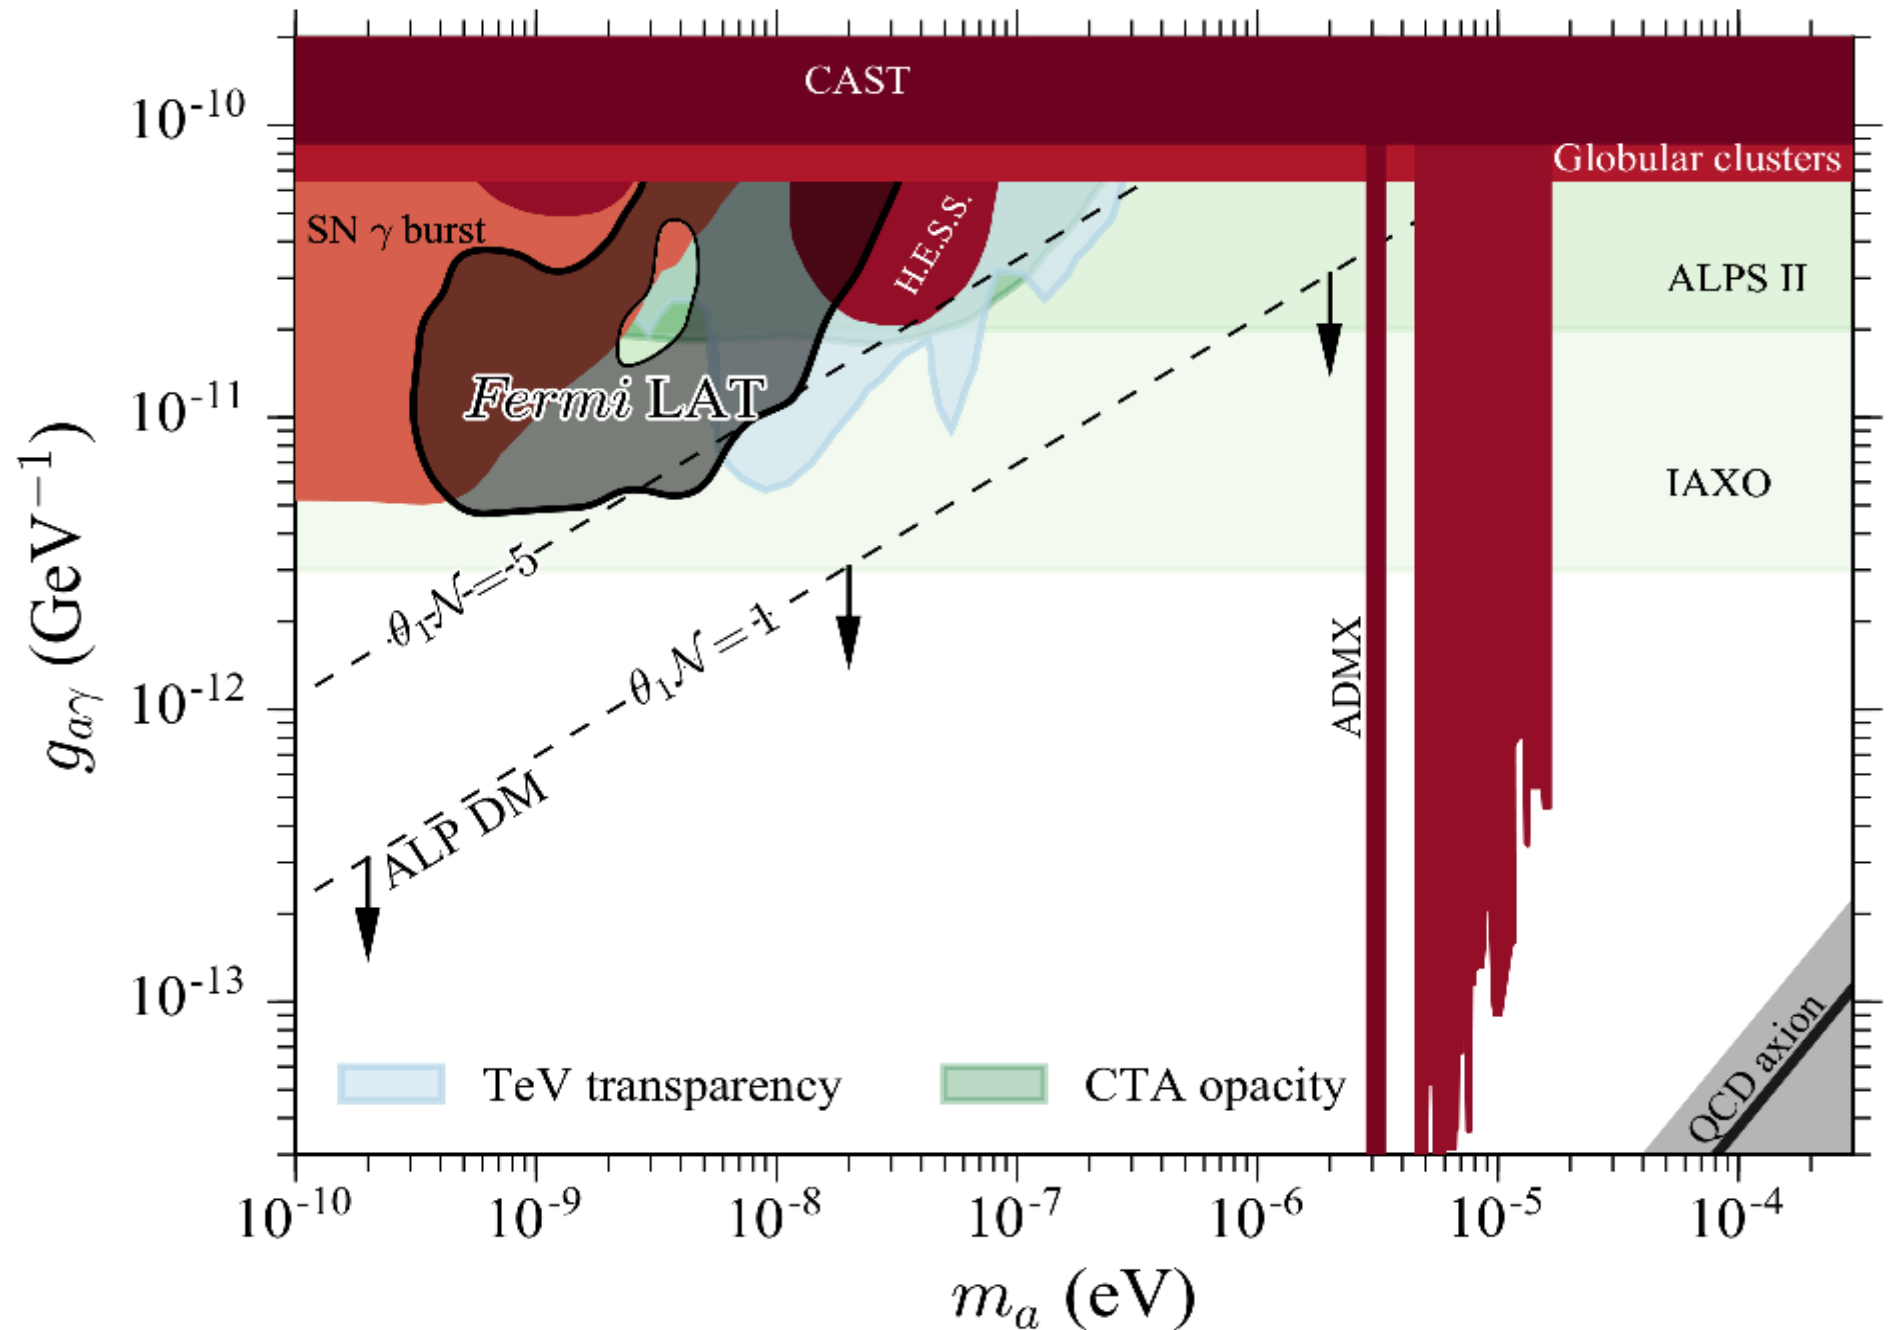 CAST
10⁻¹⁰
Globular clusters
SN γ burst
H.E.S.S.
ALPS II
Fermi LAT
10⁻¹¹
IAXO
g_{aγ} (GeV⁻¹)
θ₁𝒩 = 5
θ₁𝒩 = 1
ADMX
10⁻¹²
ALP DM
10⁻¹³
QCD axion
TeV transparency
CTA opacity
10⁻¹⁰ 10⁻⁹ 10⁻⁸ 10⁻⁷ 10⁻⁶ 10⁻⁵ 10⁻⁴
m_a (eV)